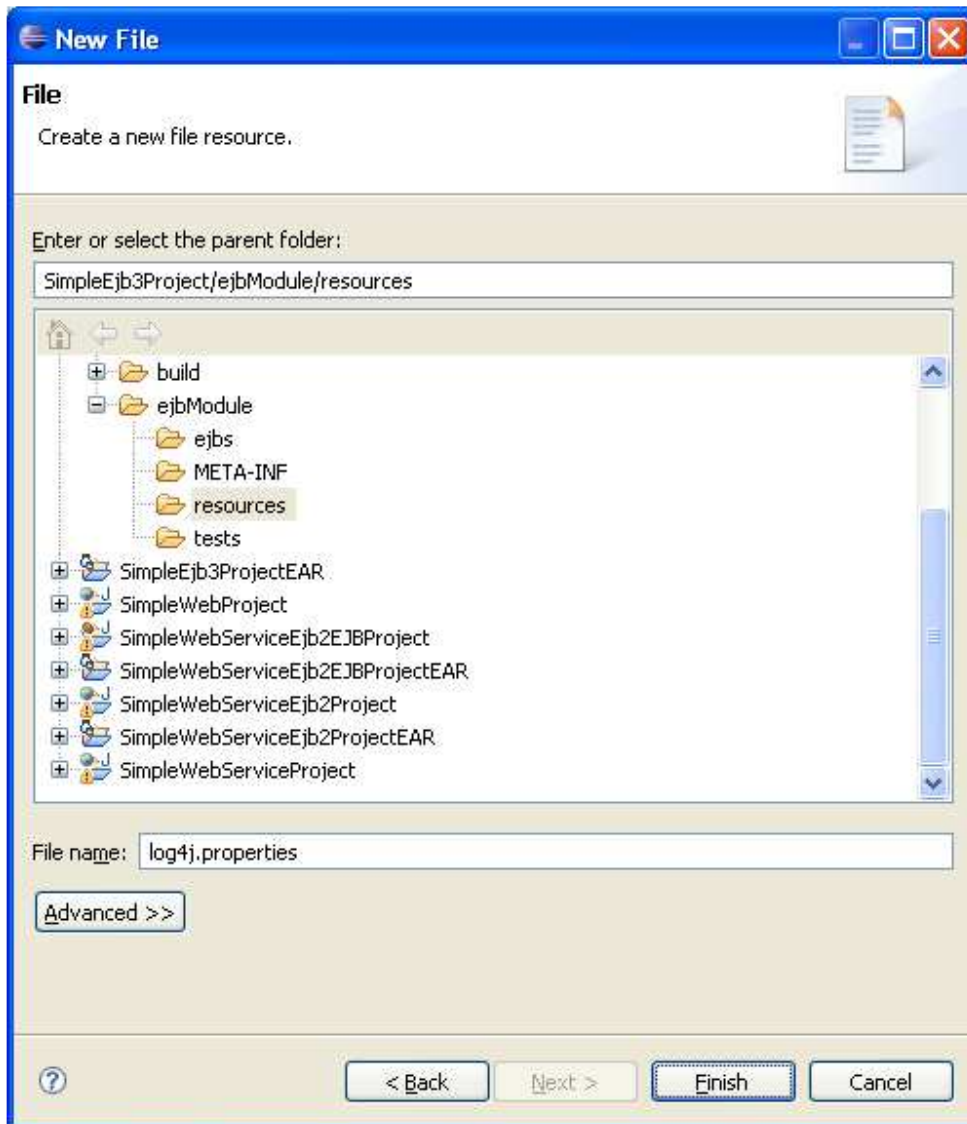 New File
File
Create a new file resource.
Enter or select the parent folder:
SimpleEjb3Project/ejbModule/resources
build
ejbModule
ejbs
META-INF
resources
tests
SimpleEjb3ProjectEAR
SimpleWebProject
SimpleWebServiceEjb2EJBProject
SimpleWebServiceEjb2EJBProjectEAR
SimpleWebServiceEjb2Project
SimpleWebServiceEjb2ProjectEAR
SimpleWebServiceProject
File name: log4j.properties
Advanced >>
? < Back Next > Finish Cancel